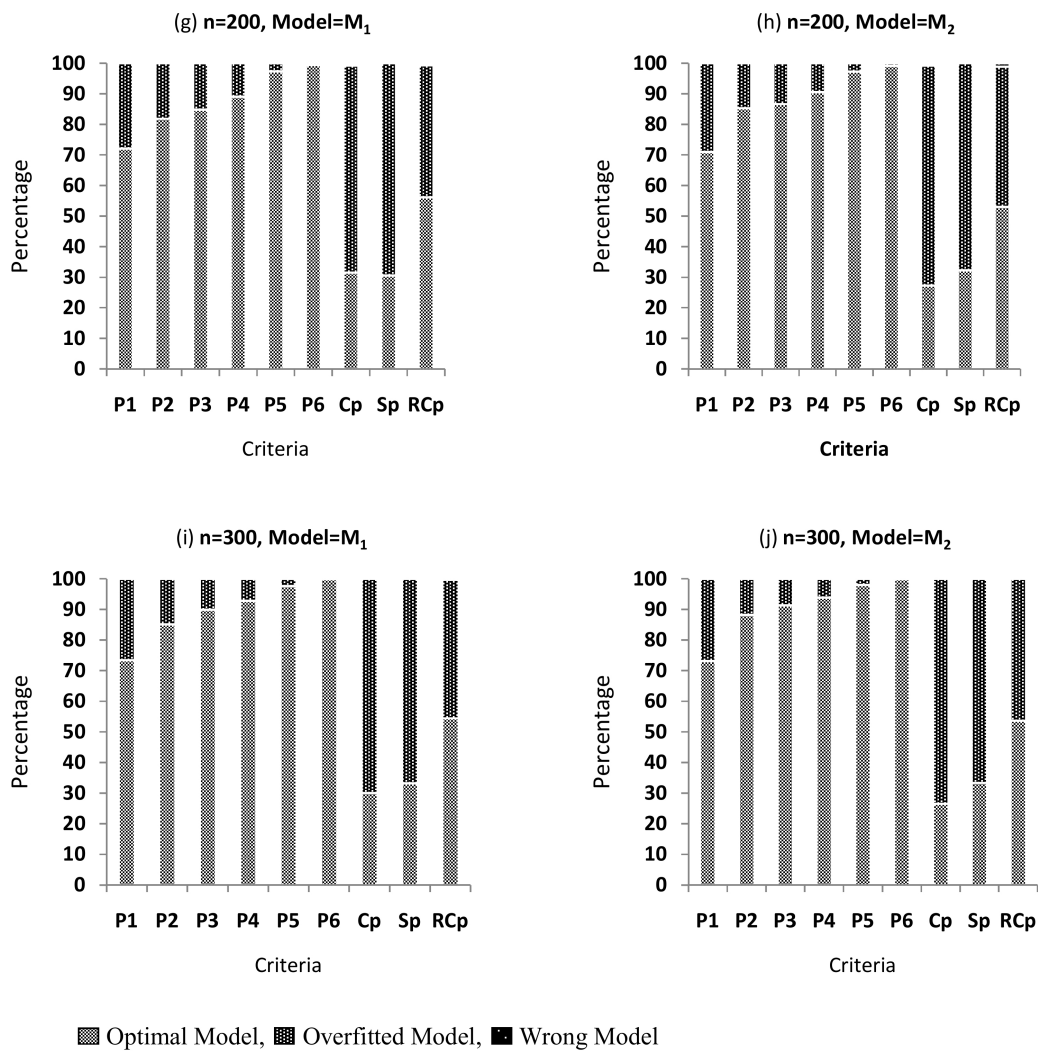 (g) n=200, Model=M1
Percentage
100
90
80
70
60
50
40
30
20
10
0
P1 P2 P3 P4 P5 P6 Cp Sp RCp
Criteria
(h) n=200, Model=M2
Percentage
100
90
80
70
60
50
40
30
20
10
0
P1 P2 P3 P4 P5 P6 Cp Sp RCp
Criteria
(i) n=300, Model=M1
Percentage
100
90
80
70
60
50
40
30
20
10
0
P1 P2 P3 P4 P5 P6 Cp Sp RCp
Criteria
(j) n=300, Model=M2
Percentage
100
90
80
70
60
50
40
30
20
10
0
P1 P2 P3 P4 P5 P6 Cp Sp RCp
Criteria
Optimal Model, Overfitted Model, Wrong Model